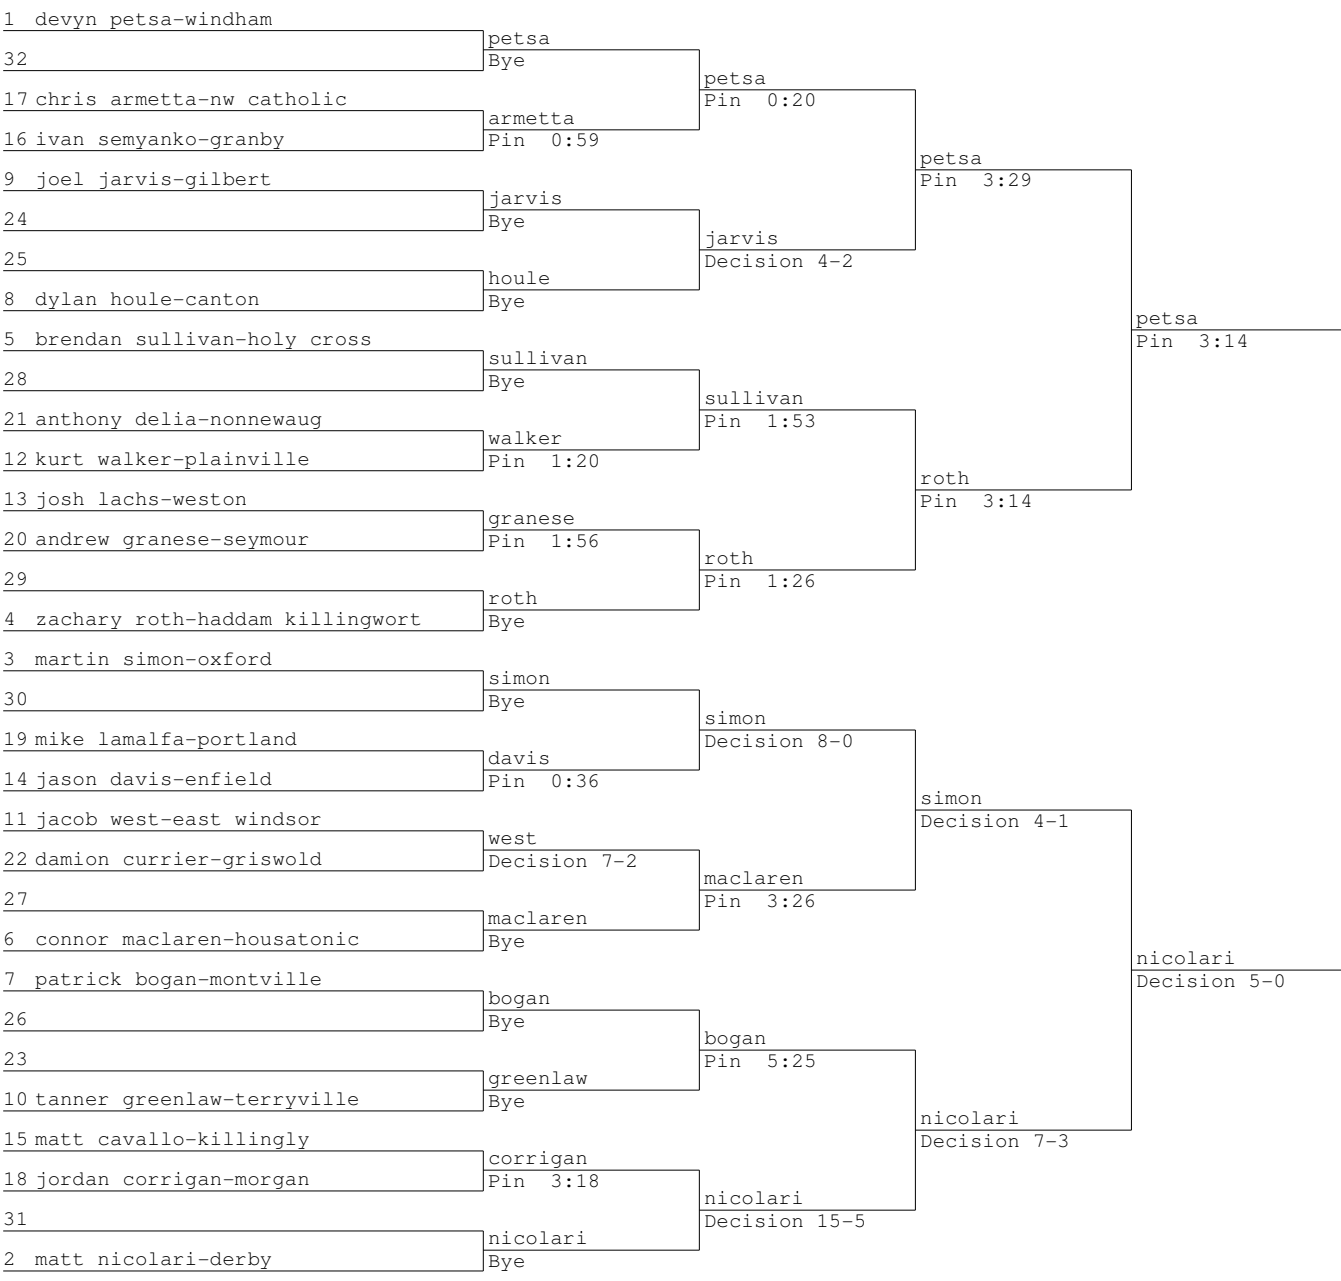 1 devyn petsa-windham
petsa
32
Bye
petsa
17 chris armetta-nw catholic
Pin 0:20
armetta
16 ivan semyanko-granby
Pin 0:59
petsa
9 joel jarvis-gilbert
Pin 3:29
jarvis
24
Bye
jarvis
25
Decision 4-2
houle
8 dylan houle-canton
Bye
petsa
5 brendan sullivan-holy cross
Pin 3:14
sullivan
28
Bye
sullivan
21 anthony delia-nonnewaug
Pin 1:53
walker
12 kurt walker-plainville
Pin 1:20
roth
13 josh lachs-weston
Pin 3:14
granese
20 andrew granese-seymour
Pin 1:56
roth
29
Pin 1:26
roth
4 zachary roth-haddam killingwort
Bye
3 martin simon-oxford
simon
30
Bye
simon
19 mike lamalfa-portland
Decision 8-0
davis
14 jason davis-enfield
Pin 0:36
simon
11 jacob west-east windsor
Decision 4-1
west
22 damion currier-griswold
Decision 7-2
maclaren
27
Pin 3:26
maclaren
6 connor maclaren-housatonic
Bye
nicolari
7 patrick bogan-montville
Decision 5-0
bogan
26
Bye
bogan
23
Pin 5:25
greenlaw
10 tanner greenlaw-terryville
Bye
nicolari
15 matt cavallo-killingly
Decision 7-3
corrigan
18 jordan corrigan-morgan
Pin 3:18
nicolari
31
Decision 15-5
nicolari
2 matt nicolari-derby
Bye